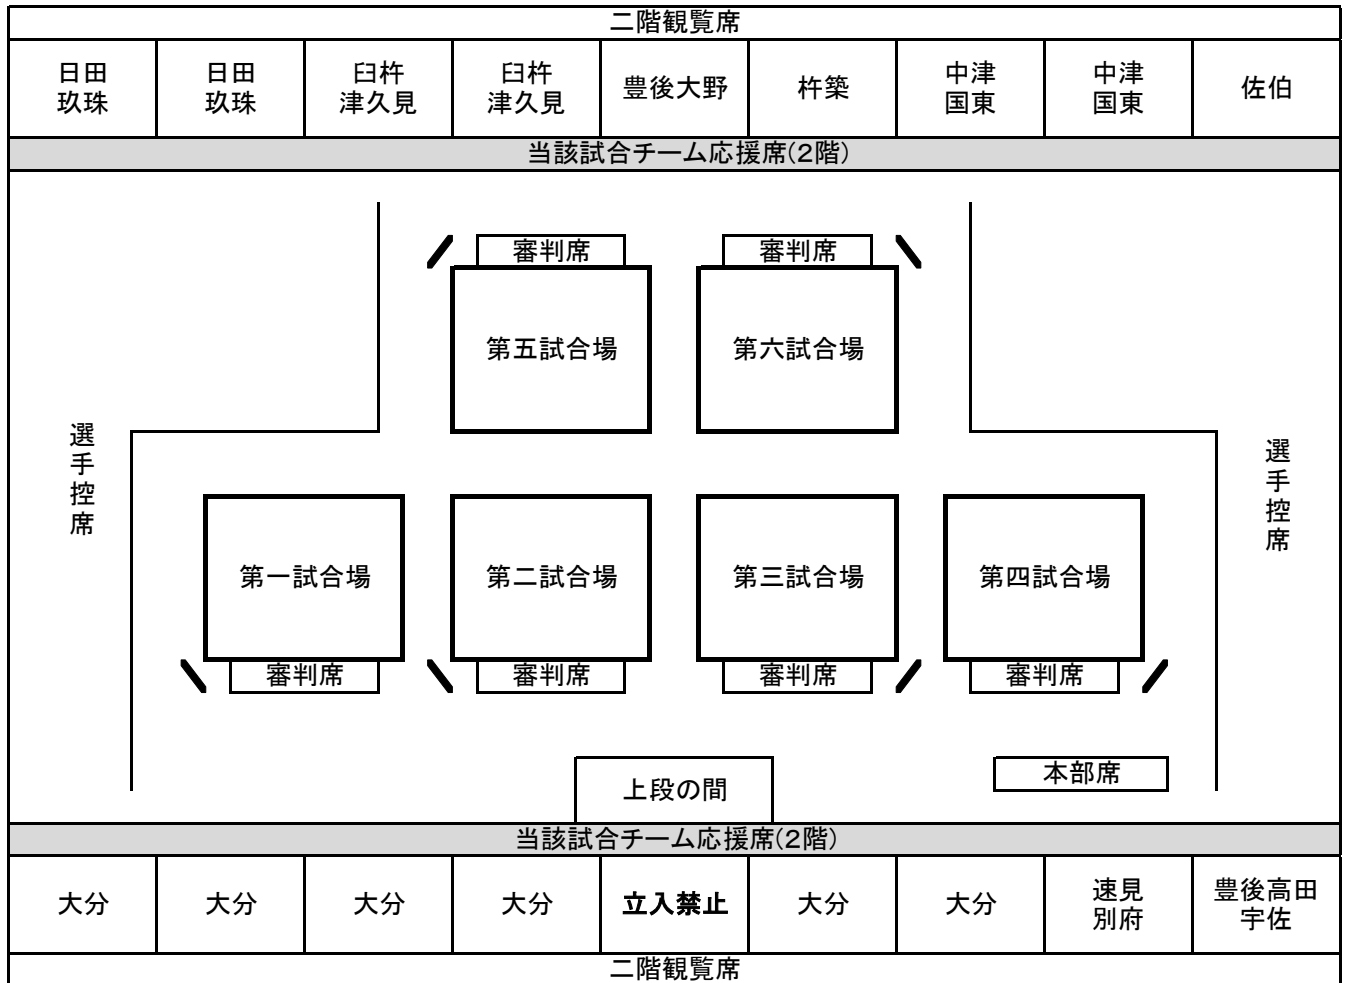 二階観覧席
日田
玖珠
日田
玖珠
臼杵
津久見
臼杵
津久見
豊後大野
杵築
中津
国東
中津
国東
佐伯
当該試合チーム応援席(2階)
審判席
審判席
第五試合場
第六試合場
選手控席
選手控席
第一試合場
第二試合場
第三試合場
第四試合場
審判席
審判席
審判席
審判席
上段の間
本部席
当該試合チーム応援席(2階)
大分
大分
大分
大分
立入禁止
大分
大分
速見
別府
豊後高田
宇佐
二階観覧席